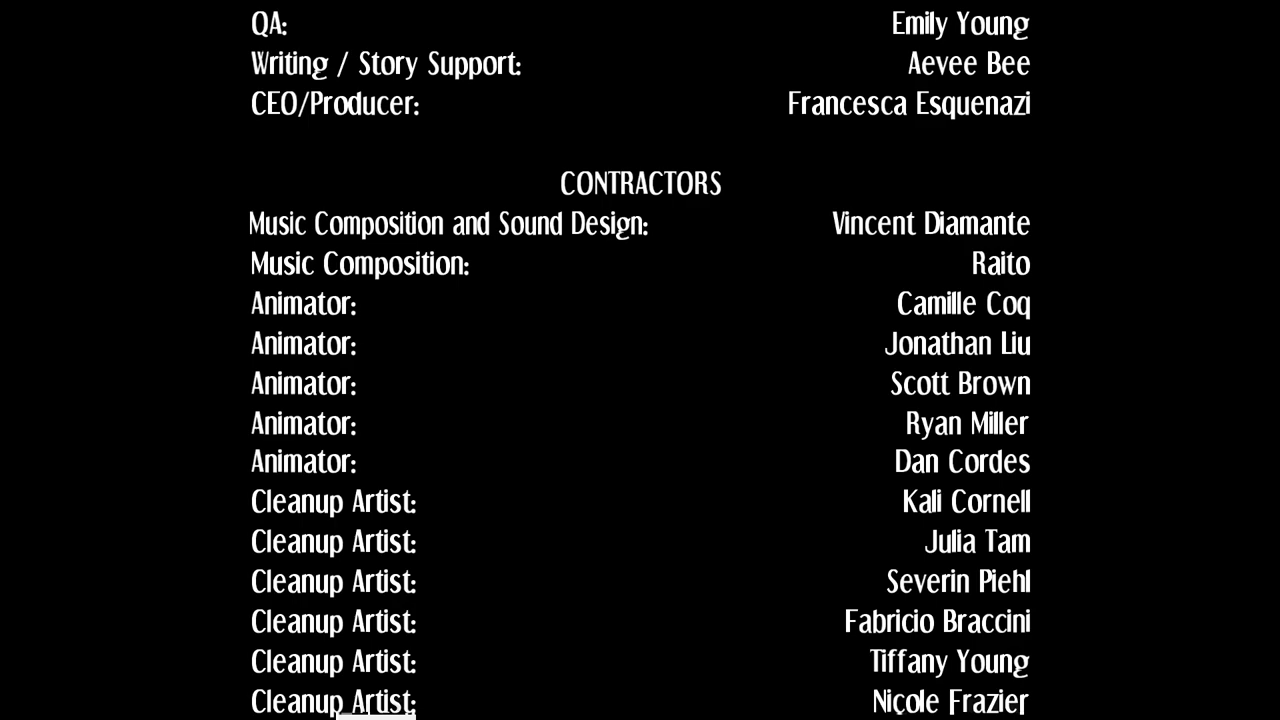 QA: Emily Young
Writing / Story Support: Aevee Bee
CEO/Producer: Francesca Esquenazi
CONTRACTORS
Music Composition and Sound Design: Vincent Diamante
Music Composition: Raito
Animator: Camille Coq
Animator: Jonathan Liu
Animator: Scott Brown
Animator: Ryan Miller
Animator: Dan Cordes
Cleanup Artist: Kali Cornell
Cleanup Artist: Julia Tam
Cleanup Artist: Severin Piehl
Cleanup Artist: Fabricio Braccini
Cleanup Artist: Tiffany Young
Cleanup Artist: Nicole Frazier